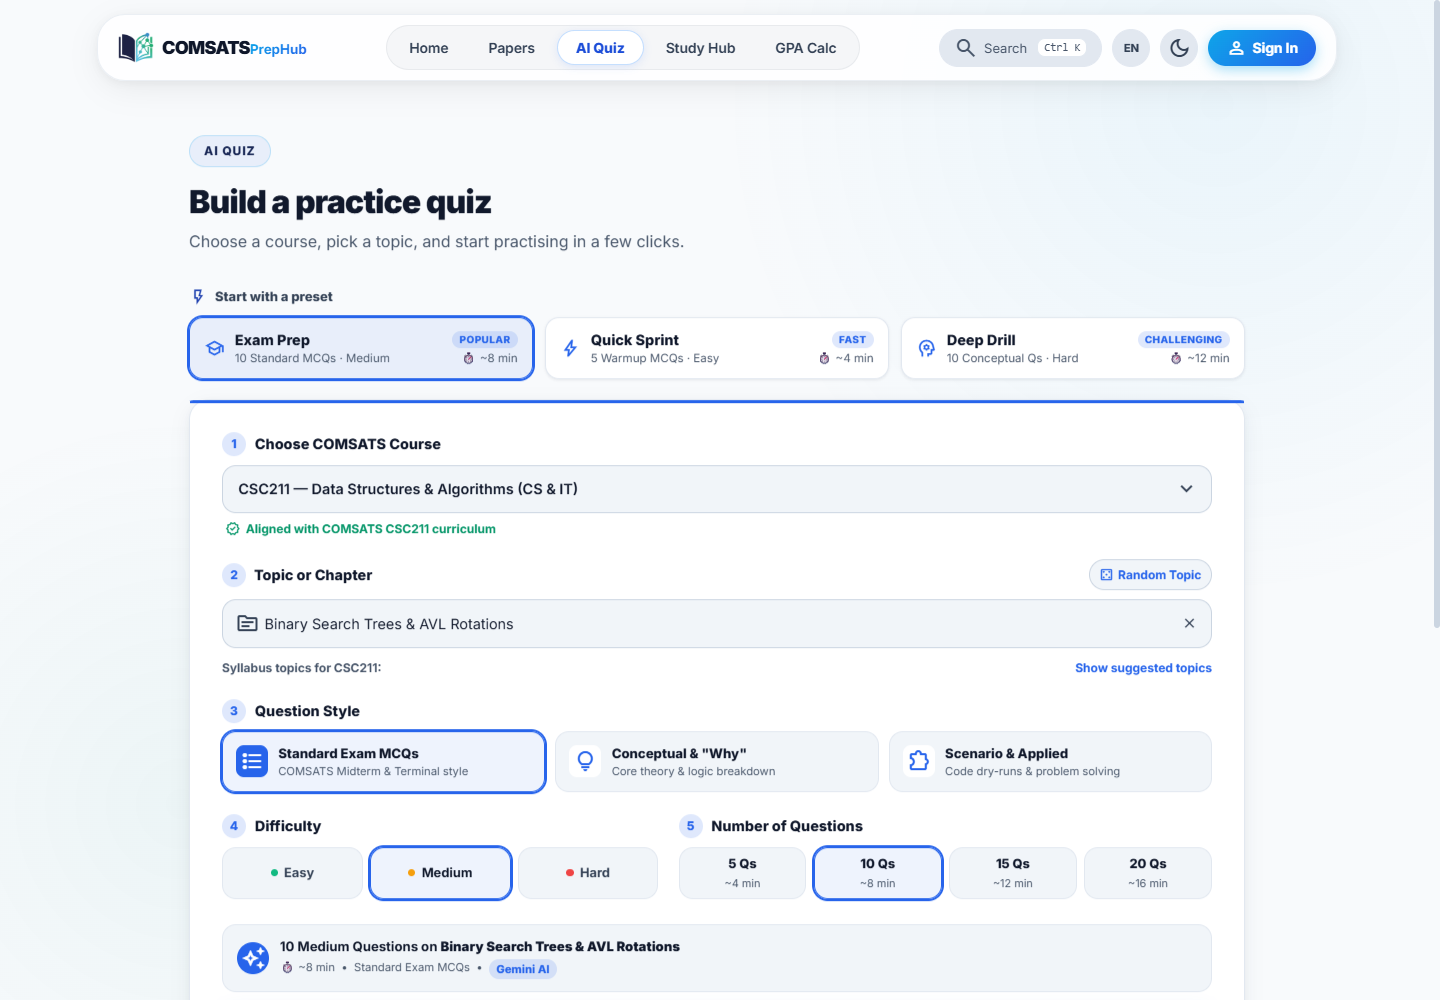 COMSATSPrepHub
Home
Papers
AI Quiz
Study Hub
GPA Calc
Search Ctrl K
EN
Sign In
AI QUIZ
Build a practice quiz
Choose a course, pick a topic, and start practising in a few clicks.
Start with a preset
Exam Prep
POPULAR
10 Standard MCQs · Medium
~8 min
Quick Sprint
FAST
5 Warmup MCQs · Easy
~4 min
Deep Drill
CHALLENGING
10 Conceptual Qs · Hard
~12 min
1 Choose COMSATS Course
CSC211 — Data Structures & Algorithms (CS & IT)
Aligned with COMSATS CSC211 curriculum
2 Topic or Chapter
Random Topic
Binary Search Trees & AVL Rotations
Syllabus topics for CSC211:
Show suggested topics
3 Question Style
Standard Exam MCQs
COMSATS Midterm & Terminal style
Conceptual & "Why"
Core theory & logic breakdown
Scenario & Applied
Code dry-runs & problem solving
4 Difficulty
Easy
Medium
Hard
5 Number of Questions
5 Qs
~4 min
10 Qs
~8 min
15 Qs
~12 min
20 Qs
~16 min
10 Medium Questions on Binary Search Trees & AVL Rotations
~8 min • Standard Exam MCQs • Gemini AI